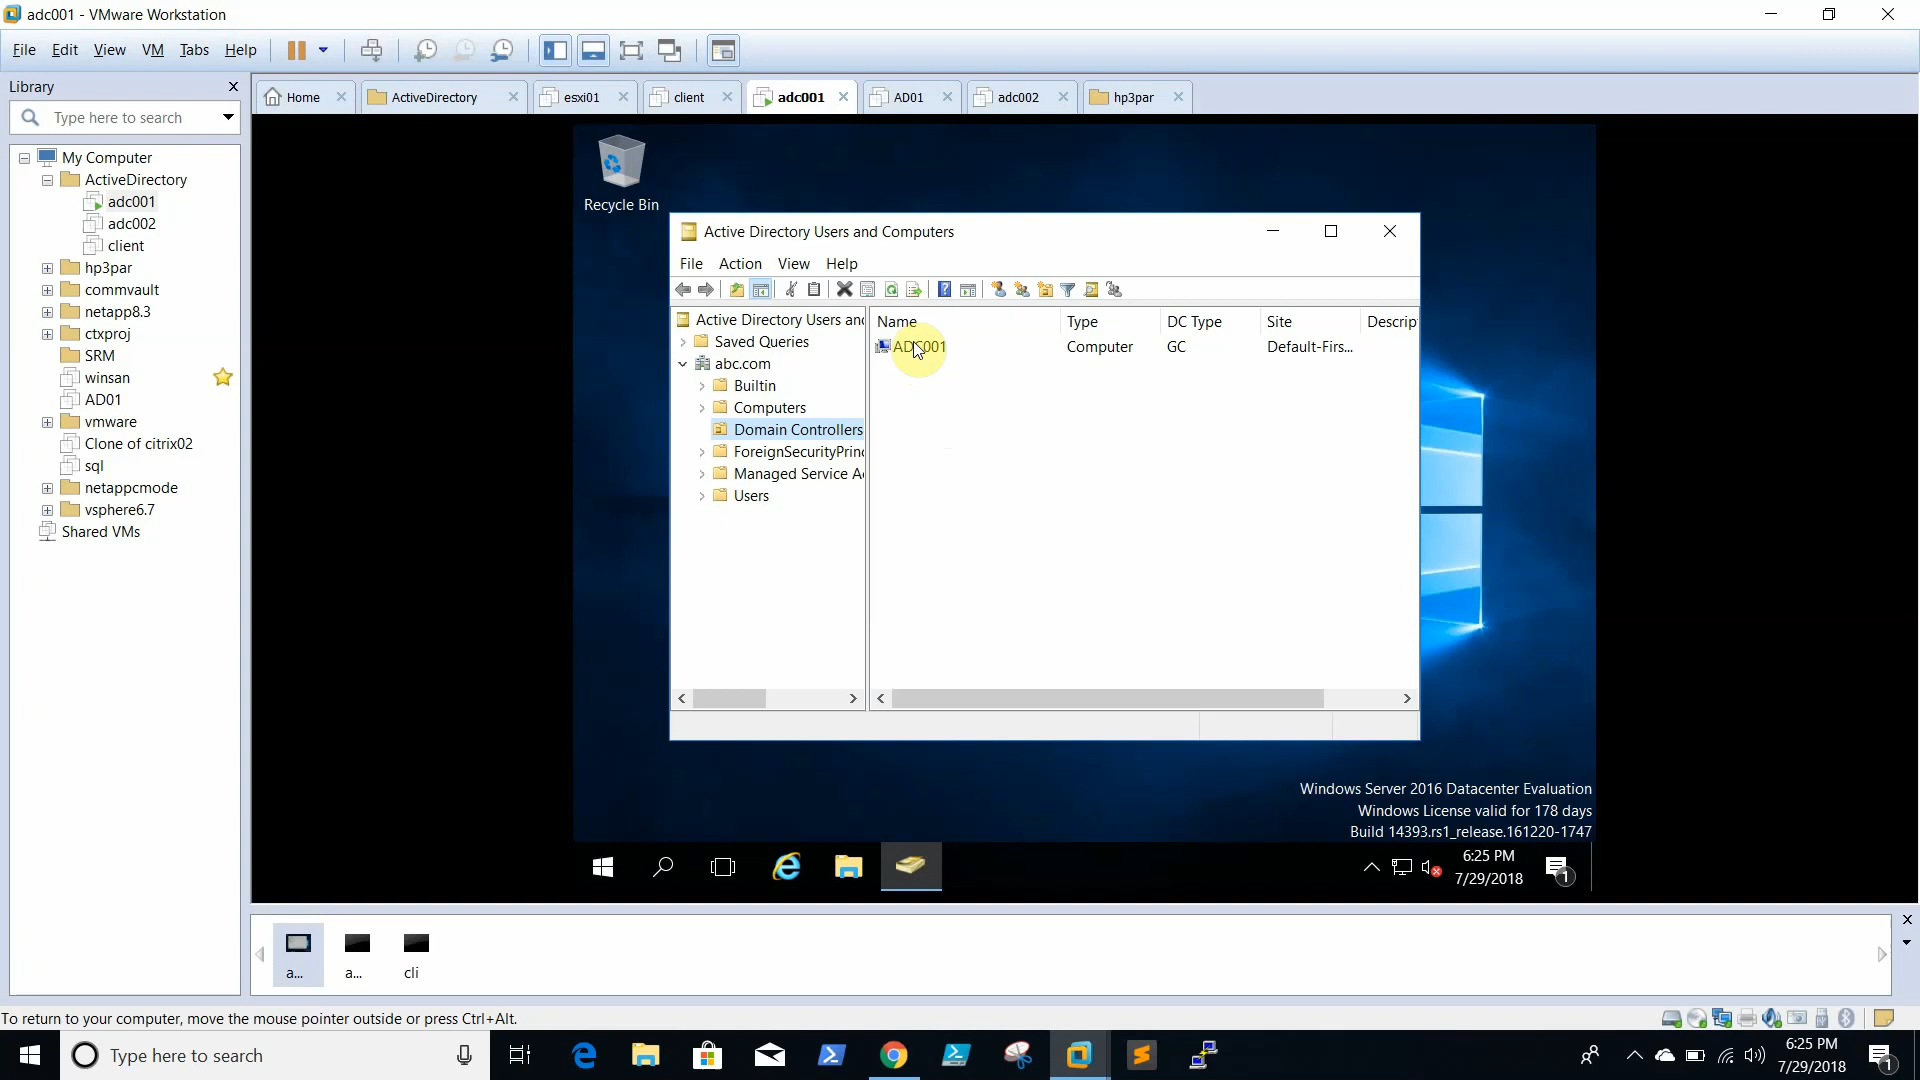 adc001 - VMware Workstation
File Edit View VM Tabs Help
Library
Type here to search
My Computer
ActiveDirectory
adc001
adc002
client
hp3par
commvault
netapp8.3
ctxproj
SRM
winsan
AD01
vmware
Clone of citrix02
sql
netappcmode
vsphere6.7
Shared VMs
Home ActiveDirectory esxi01 client adc001 AD01 adc002 hp3par
Recycle Bin
Active Directory Users and Computers
File Action View Help
Active Directory Users and
Saved Queries
abc.com
Builtin
Computers
Domain Controllers
ForeignSecurityPrinc
Managed Service Ac
Users
Name Type DC Type Site Descrip
ADC001 Computer GC Default-Firs...
Windows Server 2016 Datacenter Evaluation
Windows License valid for 178 days
Build 14393.rs1_release.161220-1747
6:25 PM
7/29/2018
1
a... a... cli
To return to your computer, move the mouse pointer outside or press Ctrl+Alt.
Type here to search
6:25 PM
7/29/2018
1